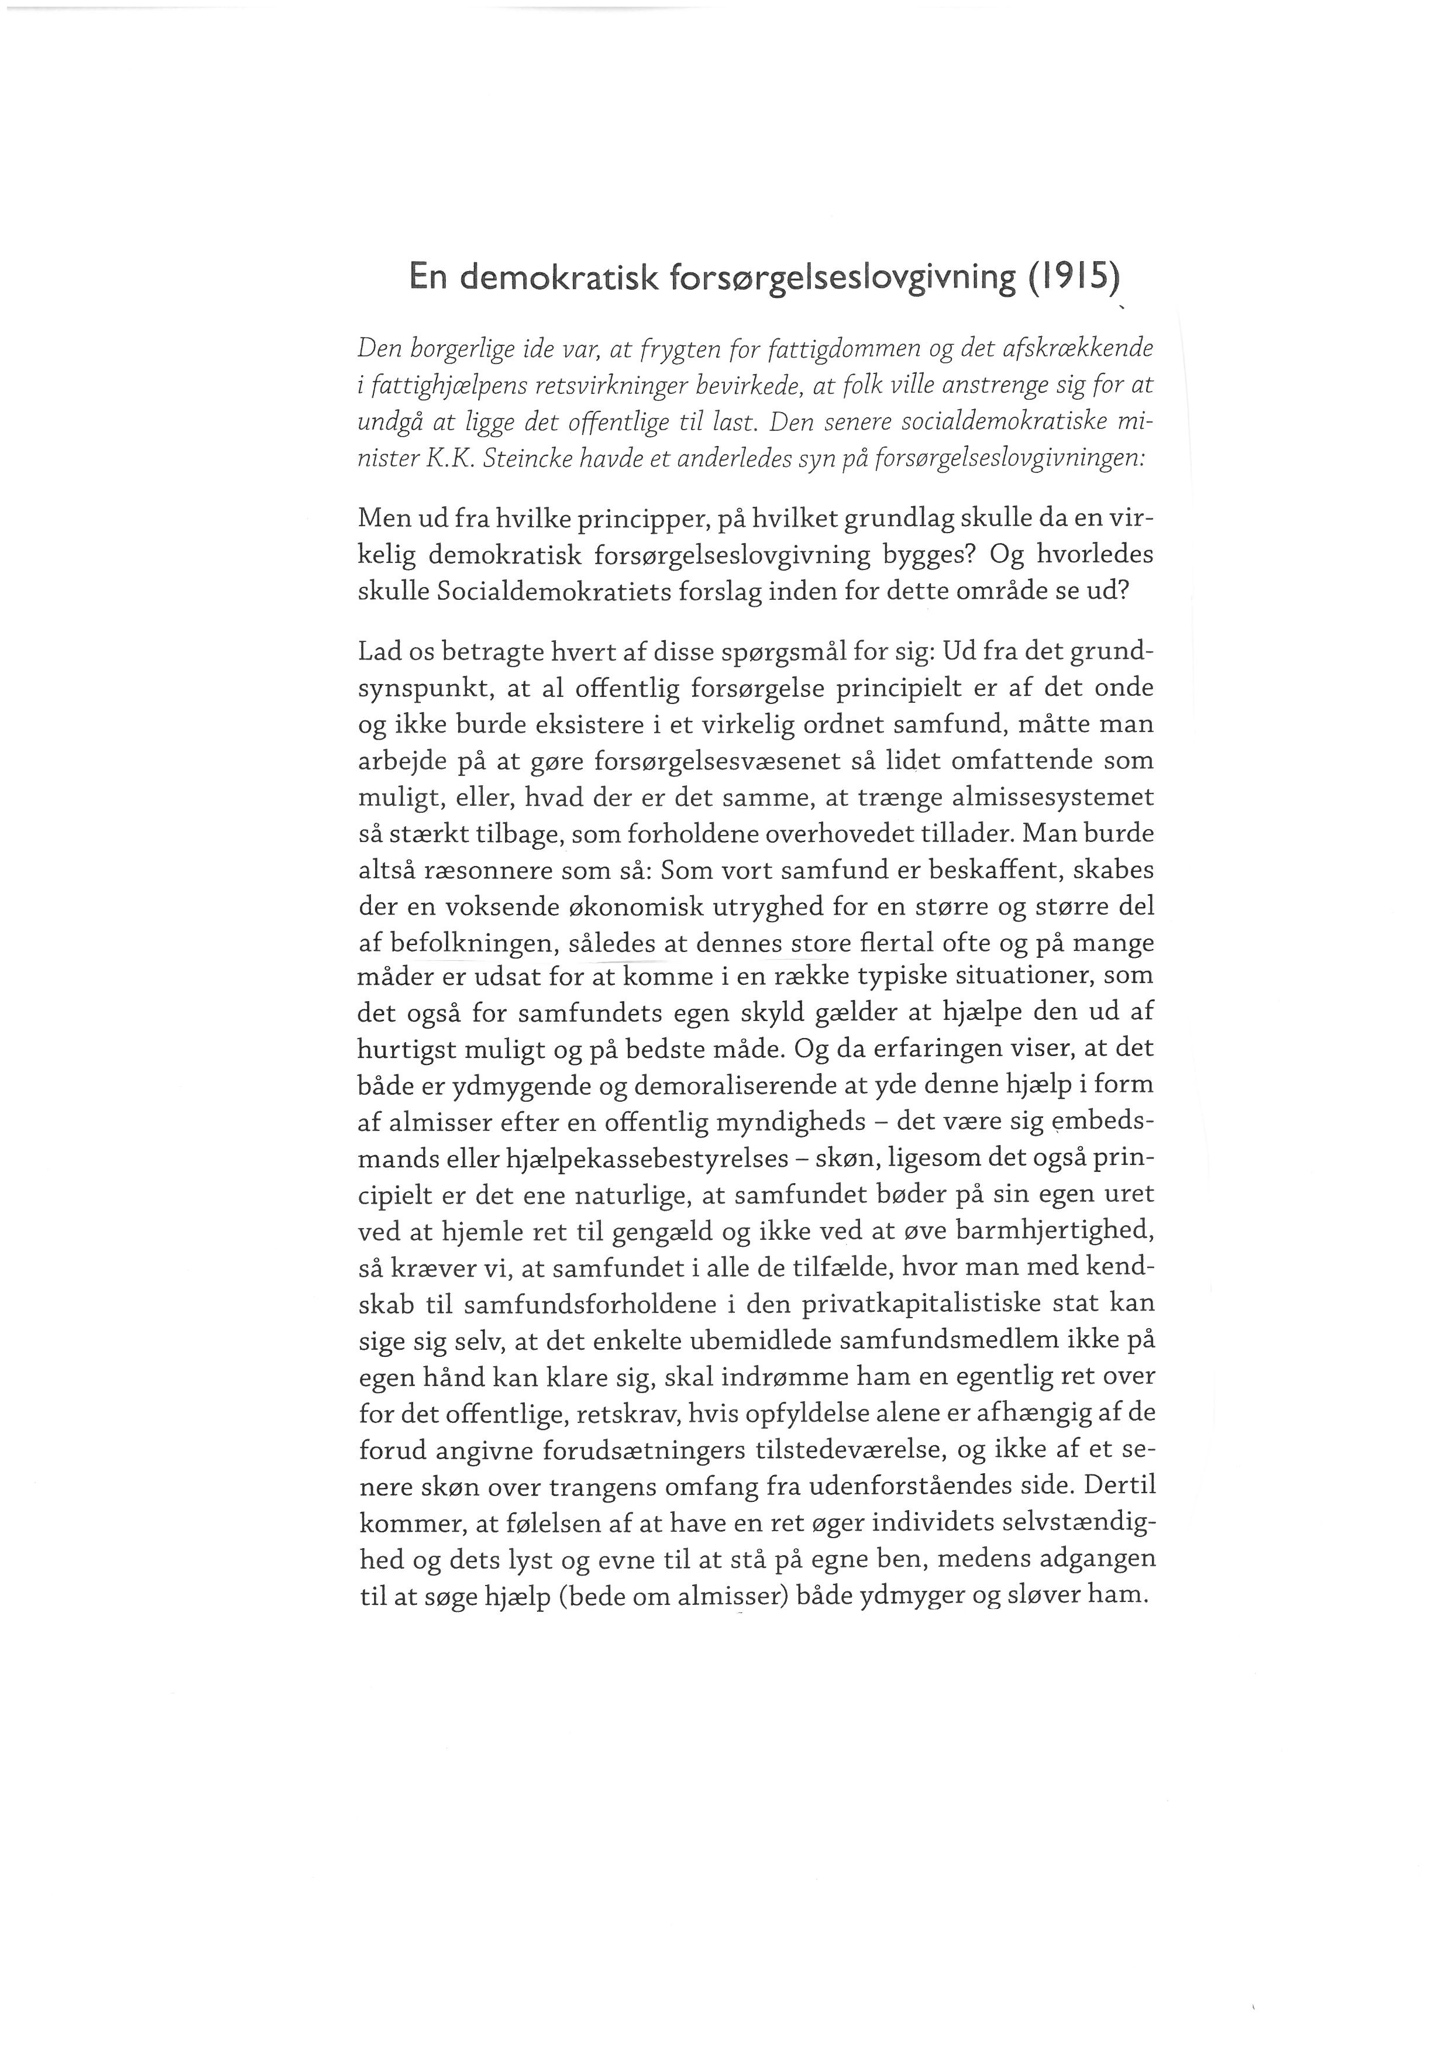 En demokratisk forsørgelseslovgivning (1915)
Den borgerlige ide var, at frygten for fattigdommen og det afskrækkende
i fattighjælpens retsvirkninger bevirkede, at folk ville anstrenge sig for at
undgå at ligge det offentlige til last. Den senere socialdemokratiske mi-
nister K.K. Steincke havde et anderledes syn på forsørgelseslovgivningen:
Men ud fra hvilke principper, på hvilket grundlag skulle da en vir-
kelig demokratisk forsørgelseslovgivning bygges? Og hvorledes
skulle Socialdemokratiets forslag inden for dette område se ud?
Lad os betragte hvert af disse spørgsmål for sig: Ud fra det grund-
synspunkt, at al offentlig forsørgelse principielt er af det onde
og ikke burde eksistere i et virkelig ordnet samfund, måtte man
arbejde på at gøre forsørgelsesvæsenet så lidet omfattende som
muligt, eller, hvad der er det samme, at trænge almissesystemet
så stærkt tilbage, som forholdene overhovedet tillader. Man burde
altså ræsonnere som så: Som vort samfund er beskaffent, skabes
der en voksende økonomisk utryghed for en større og større del
af befolkningen, således at dennes store flertal ofte og på mange
måder er udsat for at komme i en række typiske situationer, som
det også for samfundets egen skyld gælder at hjælpe den ud af
hurtigst muligt og på bedste måde. Og da erfaringen viser, at det
både er ydmygende og demoraliserende at yde denne hjælp i form
af almisser efter en offentlig myndigheds – det være sig embeds-
mands eller hjælpekassebestyrelses – skøn, ligesom det også prin-
cipielt er det ene naturlige, at samfundet bøder på sin egen uret
ved at hjemle ret til gengæld og ikke ved at øve barmhjertighed,
så kræver vi, at samfundet i alle de tilfælde, hvor man med kend-
skab til samfundsforholdene i den privatkapitalistiske stat kan
sige sig selv, at det enkelte ubemidlede samfundsmedlem ikke på
egen hånd kan klare sig, skal indrømme ham en egentlig ret over
for det offentlige, retskrav, hvis opfyldelse alene er afhængig af de
forud angivne forudsætningers tilstedeværelse, og ikke af et se-
nere skøn over trangens omfang fra udenforståendes side. Dertil
kommer, at følelsen af at have en ret øger individets selvstændig-
hed og dets lyst og evne til at stå på egne ben, medens adgangen
til at søge hjælp (bede om almisser) både ydmyger og sløver ham.